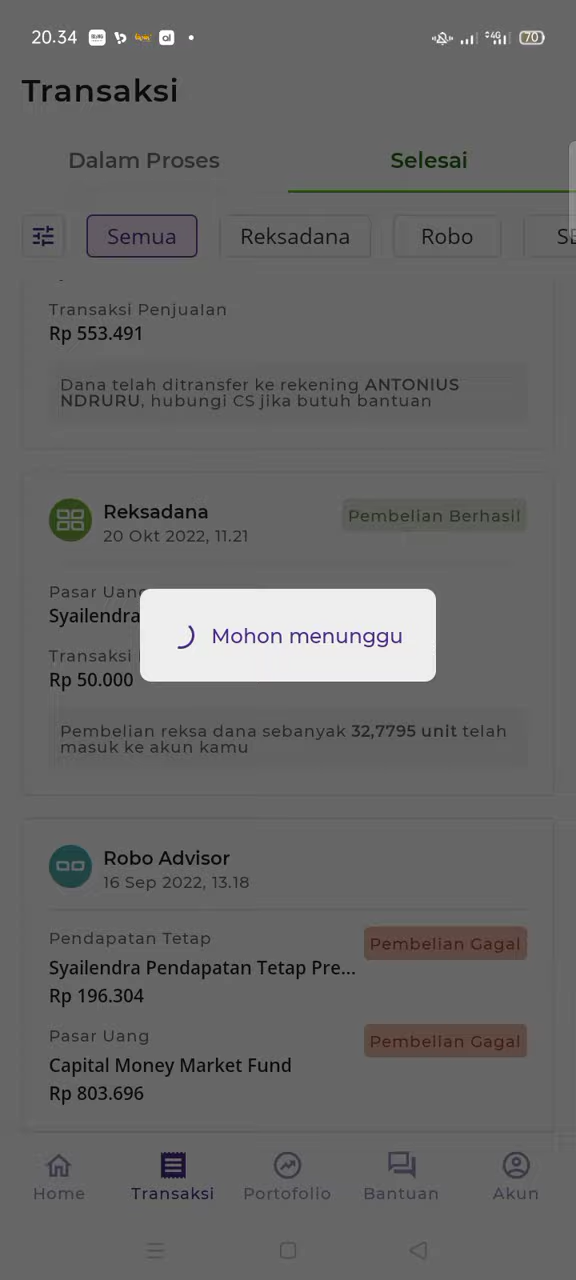 20.34
4G
70
Transaksi
Dalam Proses
Selesai
Semua
Reksadana
Robo
Transaksi Penjualan
Rp 553.491
Dana telah ditransfer ke rekening ANTONIUS
NDRURU, hubungi CS jika butuh bantuan
Reksadana
Pembelian Berhasil
20 Okt 2022, 11.21
Pasar Uang
Syailendra
Mohon menunggu
Transaksi
Rp 50.000
Pembelian reksa dana sebanyak 32,7795 unit telah
masuk ke akun kamu
Robo Advisor
16 Sep 2022, 13.18
Pendapatan Tetap
Pembelian Gagal
Syailendra Pendapatan Tetap Pre...
Rp 196.304
Pasar Uang
Pembelian Gagal
Capital Money Market Fund
Rp 803.696
Home
Transaksi
Portofolio
Bantuan
Akun